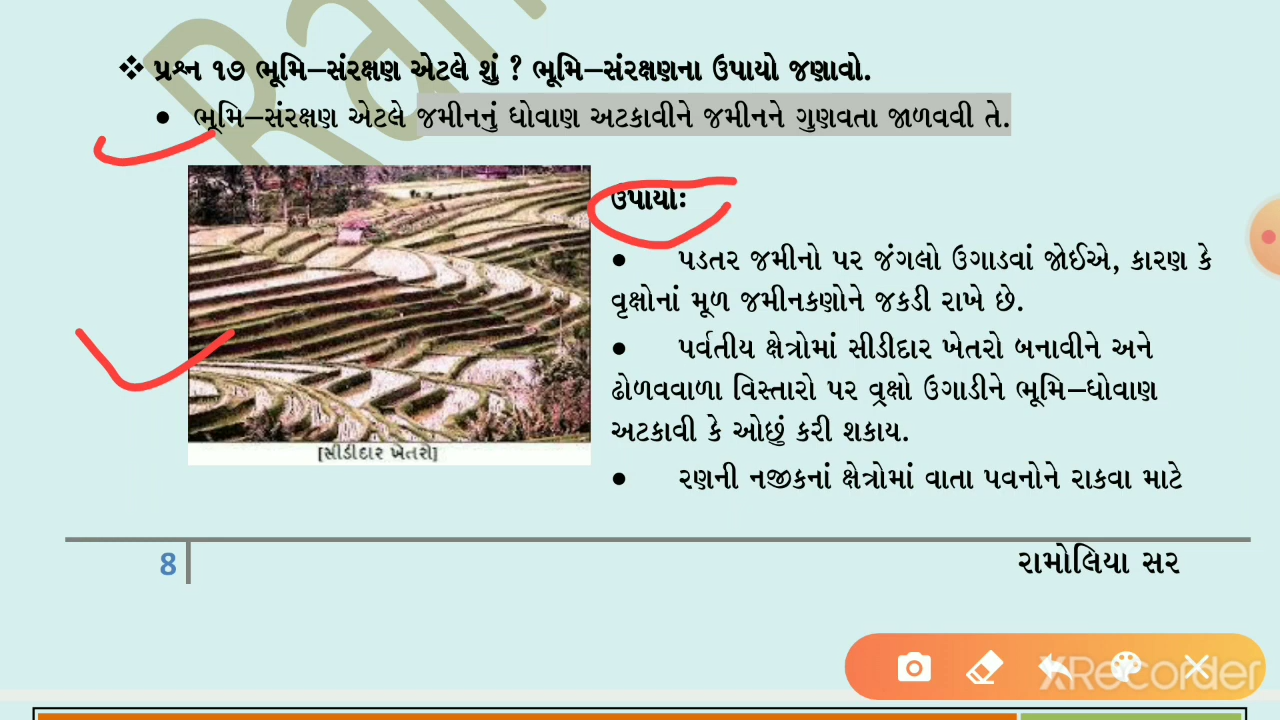 ❖ પ્રશ્ન ૧૭ ભૂમિ–સંરક્ષણ એટલે શું ? ભૂમિ–સંરક્ષણના ઉપાયો જણાવો.
• ભૂમિ–સંરક્ષણ એટલે જમીનનું ધોવાણ અટકાવીને જમીનને ગુણવતા જાળવવી તે.
ઉપાયોઃ
• પડતર જમીનો પર જંગલો ઉગાડવાં જોઈએ, કારણ કે
વૃક્ષોનાં મૂળ જમીનકણોને જકડી રાખે છે.
• પર્વતીય ક્ષેત્રોમાં સીડીદાર ખેતરો બનાવીને અને
ઢોળવવાળા વિસ્તારો પર વૃક્ષો ઉગાડીને ભૂમિ–ધોવાણ
અટકાવી કે ઓછું કરી શકાય.
• રણની નજીકનાં ક્ષેત્રોમાં વાતા પવનોને રાકવા માટે
[સીડીદાર ખેતરો]
8
રામોલિયા સર
XRecorder